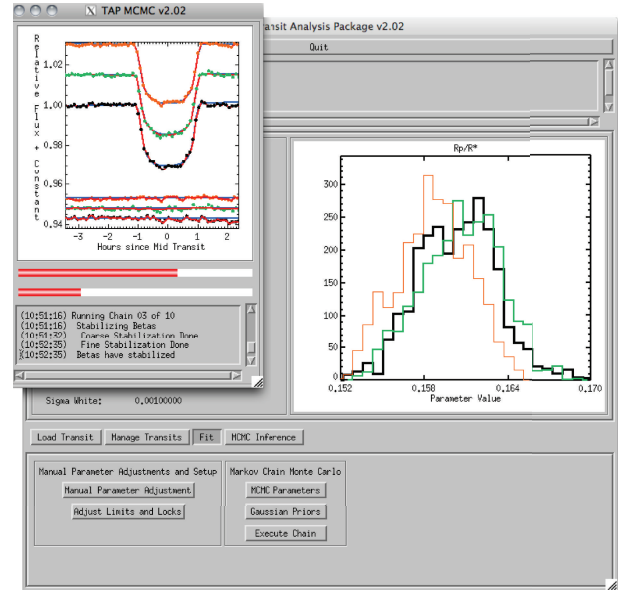 TAP MCMC v2.02
ansit Analysis Package v2.02
Quit
Relative Flux + Constant
1.02
1.00
0.98
0.96
0.94
-3 -2 -1 0 1 2
Hours since Mid Transit
(10:51:16) Running Chain 03 of 10
(10:51:16) Stabilizing Betas
(10:51:32) Coarse Stabilization Done
(10:52:35) Fine Stabilization Done
(10:52:35) Betas have stabilized
Rp/R*
300
250
200
150
100
50
0
0.152 0.158 0.164 0.170
Parameter Value
Sigma White: 0.00100000
Load Transit Manage Transits Fit MCMC Inference
Manual Parameter Adjustments and Setup
Manual Parameter Adjustment
Adjust Limits and Locks
Markov Chain Monte Carlo
MCMC Parameters
Gaussian Priors
Execute Chain